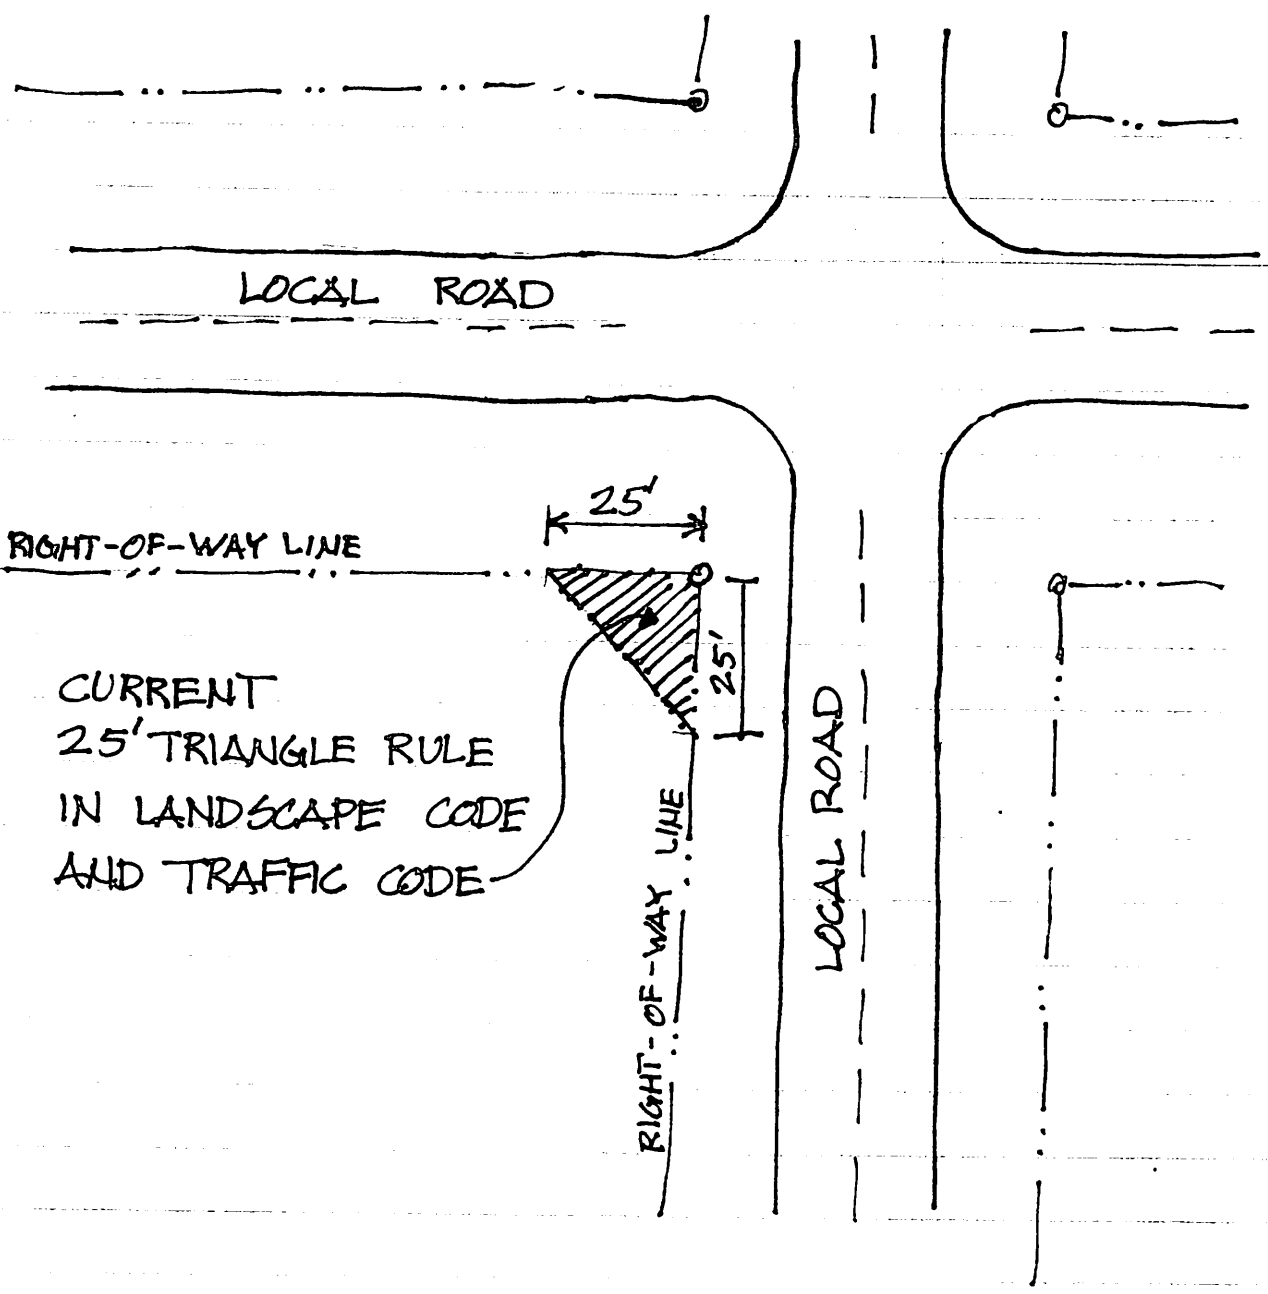 LOCAL ROAD
25'
RIGHT-OF-WAY LINE
25'
CURRENT
25' TRIANGLE RULE
IN LANDSCAPE CODE
AND TRAFFIC CODE
LOCAL ROAD
RIGHT-OF-WAY LINE